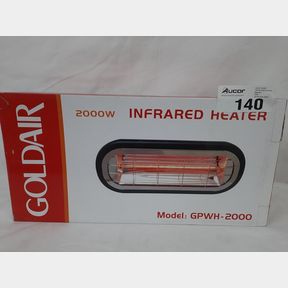 Aucor
140
GOLDAIR
2000W INFRARED HEATER
Model: GPWH-2000